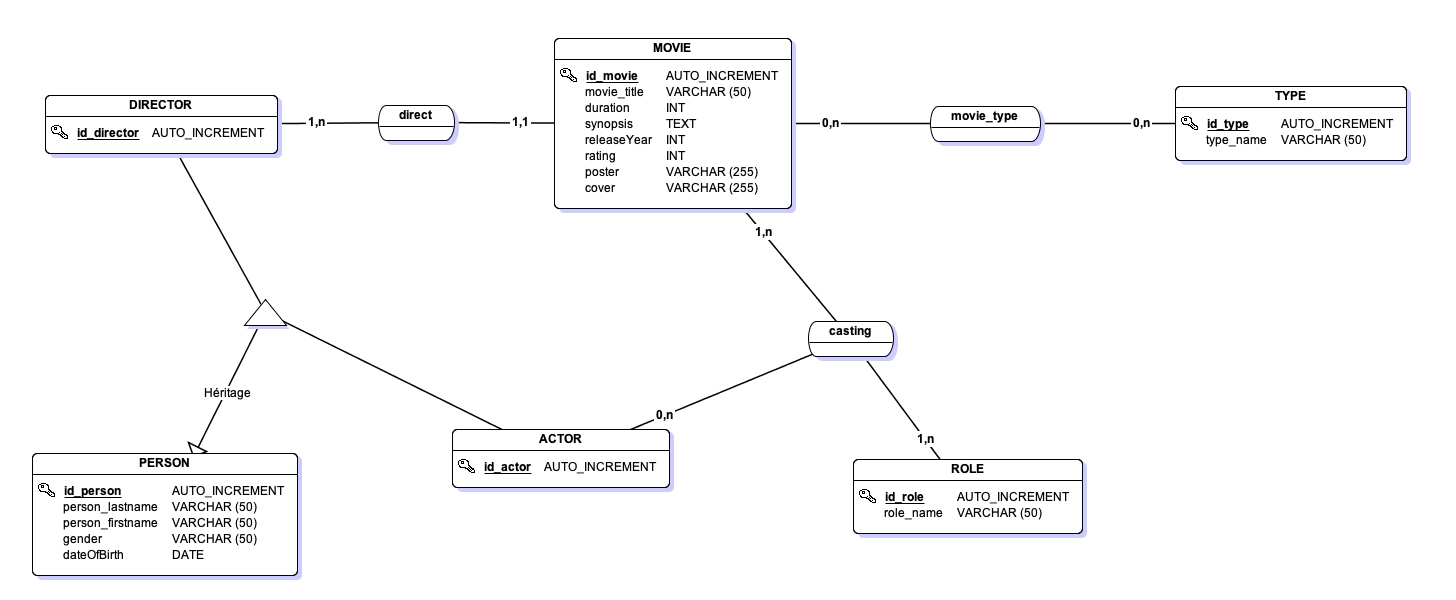 MOVIE
id_movie AUTO_INCREMENT
movie_title VARCHAR (50)
duration INT
synopsis TEXT
releaseYear INT
rating INT
poster VARCHAR (255)
cover VARCHAR (255)
DIRECTOR
id_director AUTO_INCREMENT
1,n
direct
1,1
0,n
movie_type
0,n
TYPE
id_type AUTO_INCREMENT
type_name VARCHAR (50)
1,n
casting
Héritage
0,n
1,n
PERSON
id_person AUTO_INCREMENT
person_lastname VARCHAR (50)
person_firstname VARCHAR (50)
gender VARCHAR (50)
dateOfBirth DATE
ACTOR
id_actor AUTO_INCREMENT
ROLE
id_role AUTO_INCREMENT
role_name VARCHAR (50)